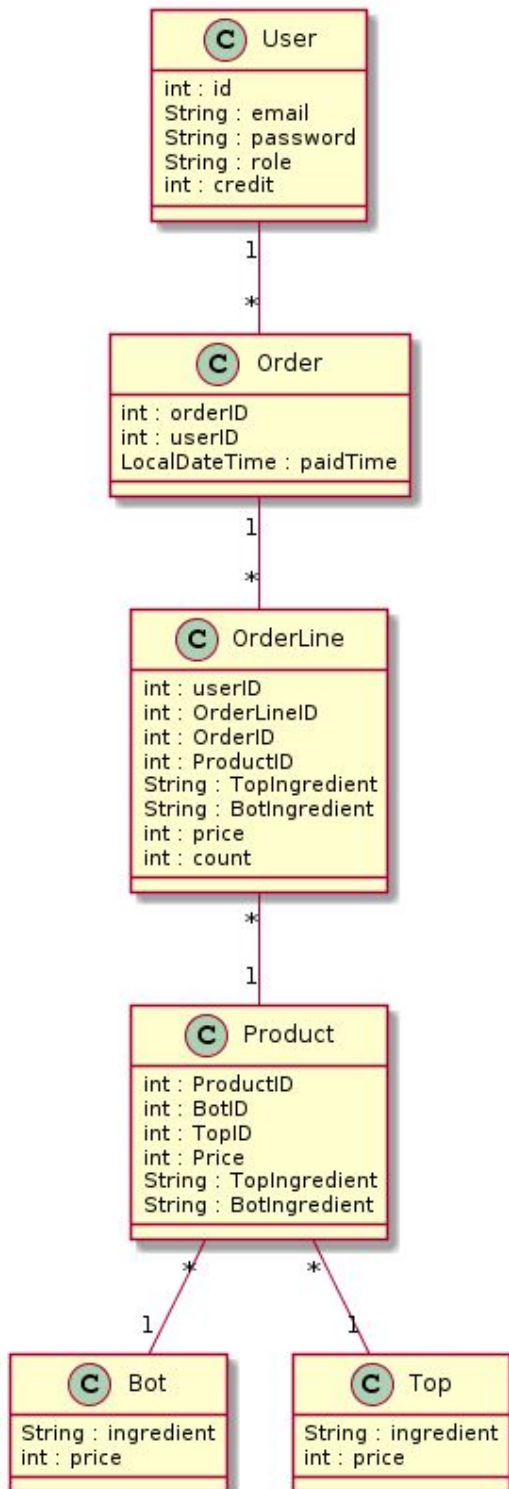 C User
int : id
String : email
String : password
String : role
int : credit
1
*
C Order
int : orderID
int : userID
LocalDateTime : paidTime
1
*
C OrderLine
int : userID
int : OrderLineID
int : OrderID
int : ProductID
String : TopIngredient
String : BotIngredient
int : price
int : count
*
1
C Product
int : ProductID
int : BotID
int : TopID
int : Price
String : TopIngredient
String : BotIngredient
* *
1 1
C Bot
String : ingredient
int : price
C Top
String : ingredient
int : price